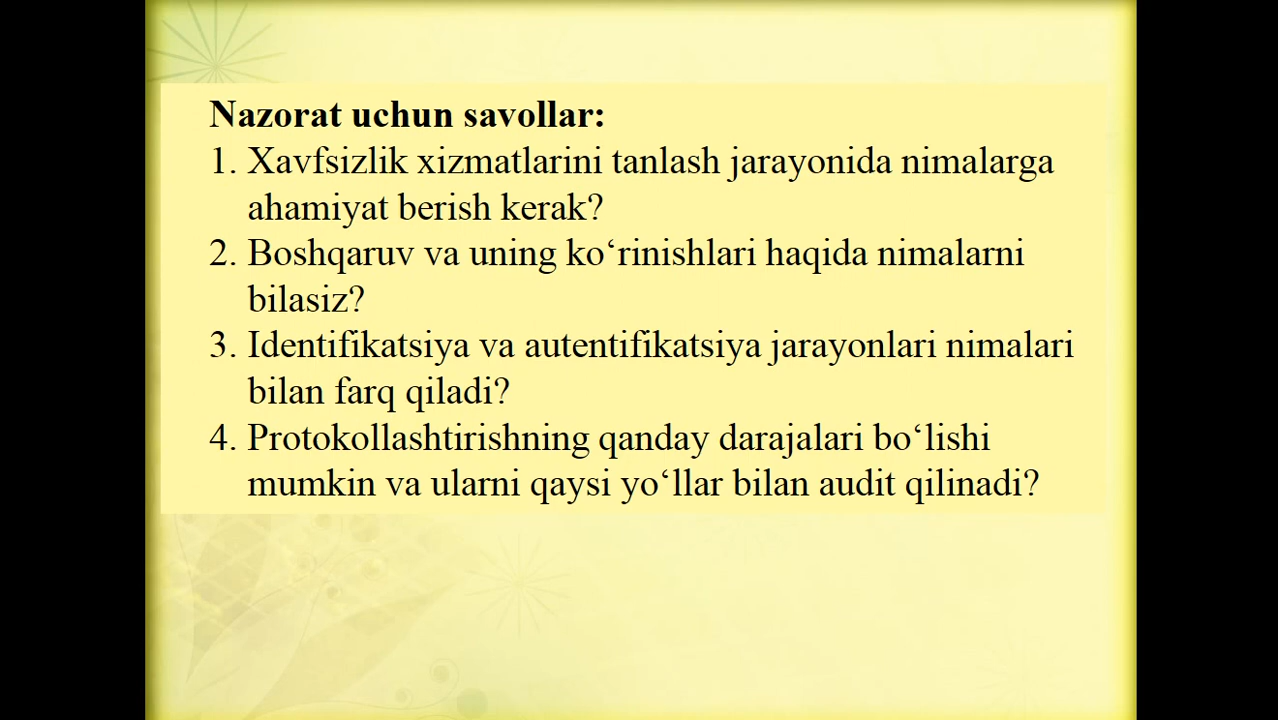 Nazorat uchun savollar:
1. Xavfsizlik xizmatlarini tanlash jarayonida nimalarga
ahamiyat berish kerak?
2. Boshqaruv va uning ko‘rinishlari haqida nimalarni
bilasiz?
3. Identifikatsiya va autentifikatsiya jarayonlari nimalari
bilan farq qiladi?
4. Protokollashtirishning qanday darajalari bo‘lishi
mumkin va ularni qaysi yo‘llar bilan audit qilinadi?